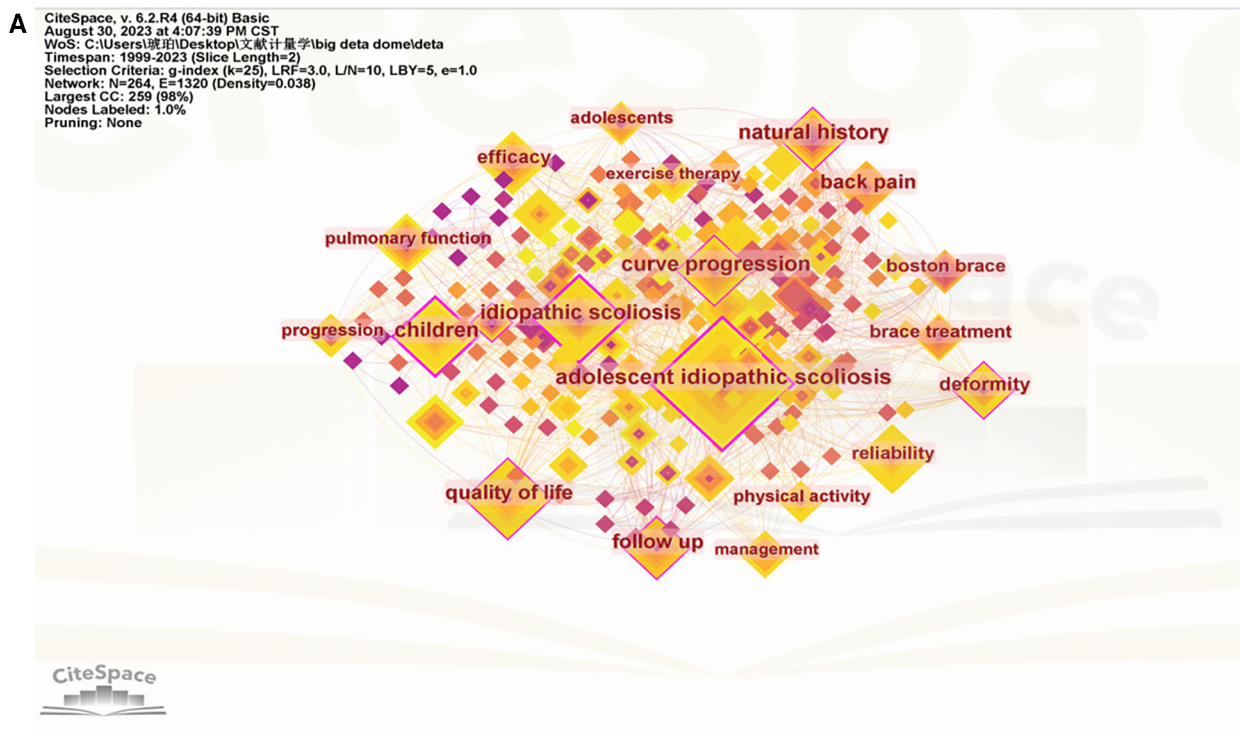 A
CiteSpace, v. 6.2.R4 (64-bit) Basic
August 30, 2023 at 4:07:39 PM CST
WoS: C:\Users\琥珀\Desktop\文献计量学\big deta dome\deta
Timespan: 1999-2023 (Slice Length=2)
Selection Criteria: g-index (k=25), LRF=3.0, L/N=10, LBY=5, e=1.0
Network: N=264, E=1320 (Density=0.038)
Largest CC: 259 (98%)
Nodes Labeled: 1.0%
Pruning: None
adolescents
natural history
efficacy
exercise therapy
back pain
pulmonary function
curve progression
boston brace
idiopathic scoliosis
progression
children
brace treatment
adolescent idiopathic scoliosis
deformity
reliability
quality of life
physical activity
follow up
management
CiteSpace